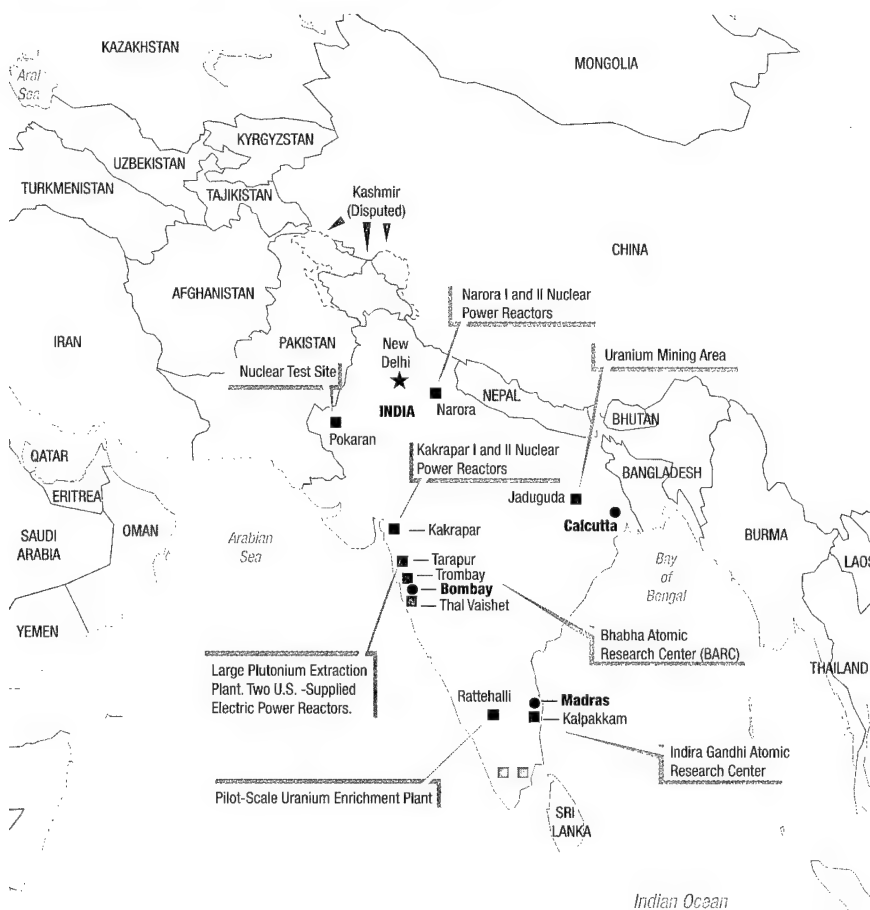 KAZAKHSTAN
MONGOLIA
Aral
Sea
KYRGYZSTAN
UZBEKISTAN
TURKMENISTAN
TAJIKISTAN
Kashmir
(Disputed)
CHINA
AFGHANISTAN
Narora I and II Nuclear
Power Reactors
IRAN
PAKISTAN
New
Delhi
Uranium Mining Area
Nuclear Test Site
NEPAL
INDIA
Narora
BHUTAN
Pokaran
Kakrapar I and II Nuclear
Power Reactors
QATAR
BANGLADESH
ERITREA
Jaduguda
Calcutta
SAUDI
ARABIA
OMAN
Arabian
Sea
Kakrapar
BURMA
LAOS
Tarapur
Bay
of
Bengal
Trombay
Bombay
Thal Vaishet
YEMEN
Bhabha Atomic
Research Center (BARC)
Large Plutonium Extraction
Plant. Two U.S. -Supplied
Electric Power Reactors.
THAILAND
Rattehalli
Madras
Kalpakkam
Indira Gandhi Atomic
Research Center
Pilot-Scale Uranium Enrichment Plant
SRI
LANKA
Indian Ocean